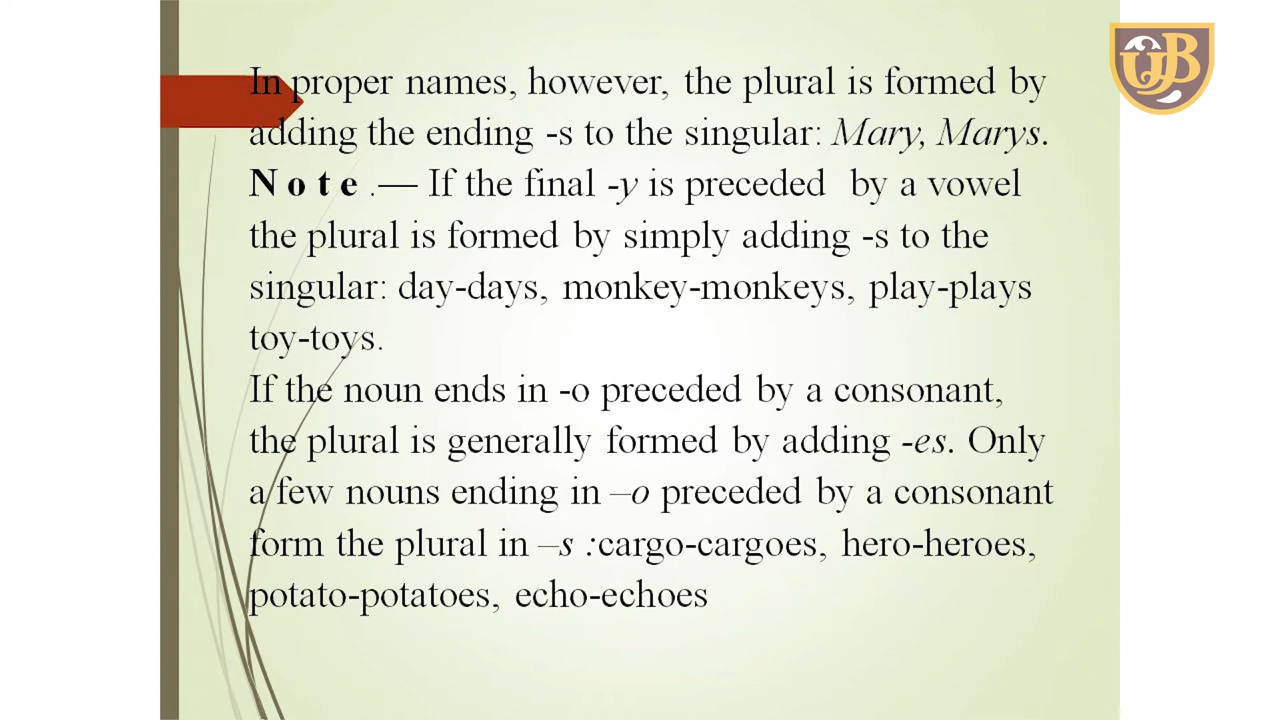 In proper names, however, the plural is formed by
adding the ending -s to the singular: Mary, Marys.
N o t e .— If the final -y is preceded by a vowel
the plural is formed by simply adding -s to the
singular: day-days, monkey-monkeys, play-plays
toy-toys.
If the noun ends in -o preceded by a consonant,
the plural is generally formed by adding -es. Only
a few nouns ending in –o preceded by a consonant
form the plural in –s :cargo-cargoes, hero-heroes,
potato-potatoes, echo-echoes
UB